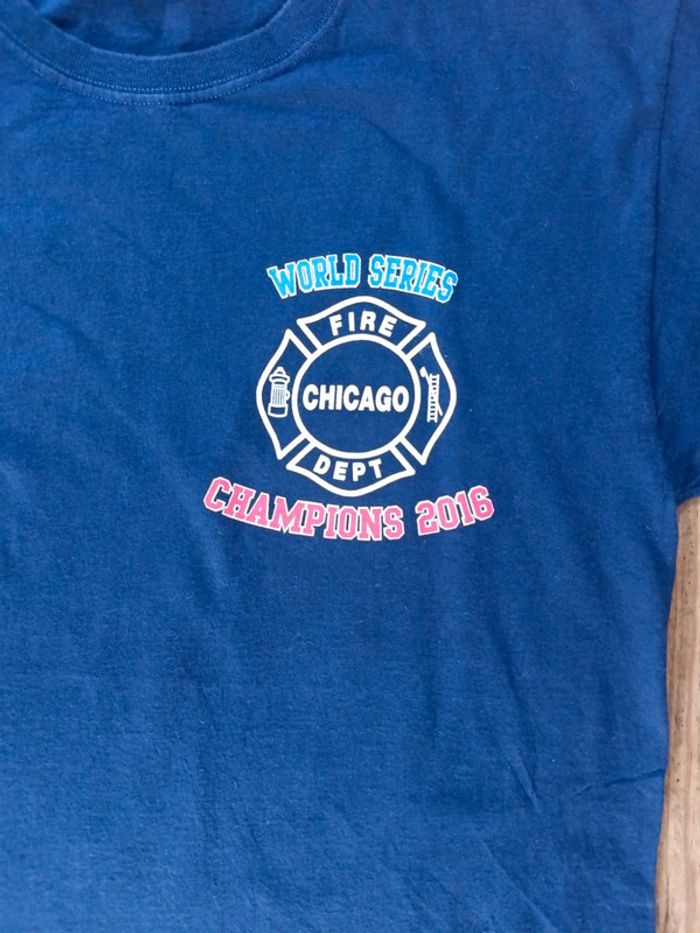 WORLD SERIES
FIRE
CHICAGO
DEPT
CHAMPIONS 2016